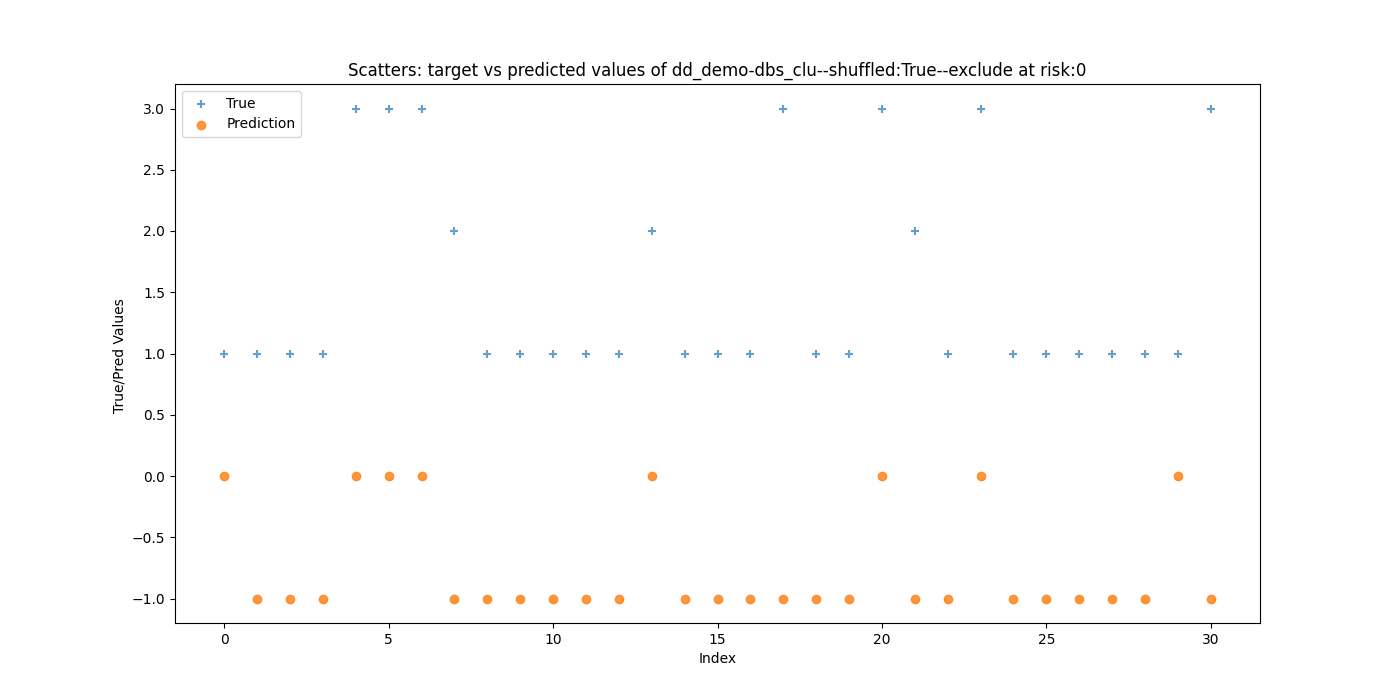 Scatters: target vs predicted values of dd_demo-dbs_clu--shuffled:True--exclude at risk:0
True
Prediction
3.0
2.5
2.0
1.5
1.0
0.5
0.0
−0.5
−1.0
True/Pred Values
0 5 10 15 20 25 30
Index